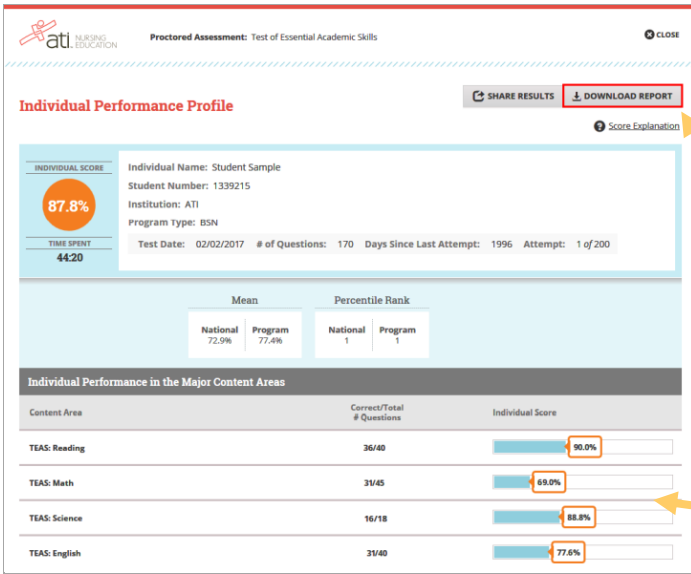 ati NURSING EDUCATION
Proctored Assessment: Test of Essential Academic Skills
CLOSE
Individual Performance Profile
SHARE RESULTS
DOWNLOAD REPORT
Score Explanation
INDIVIDUAL SCORE
87.8%
TIME SPENT
44:20
Individual Name: Student Sample
Student Number: 1339215
Institution: ATI
Program Type: BSN
Test Date: 02/02/2017 # of Questions: 170 Days Since Last Attempt: 1996 Attempt: 1 of 200
Mean
Percentile Rank
National Program National Program
72.9% 77.4% 1 1
Individual Performance in the Major Content Areas
Content Area Correct/Total # Questions Individual Score
TEAS: Reading 36/40 90.0%
TEAS: Math 31/45 69.0%
TEAS: Science 16/18 88.8%
TEAS: English 31/40 77.6%